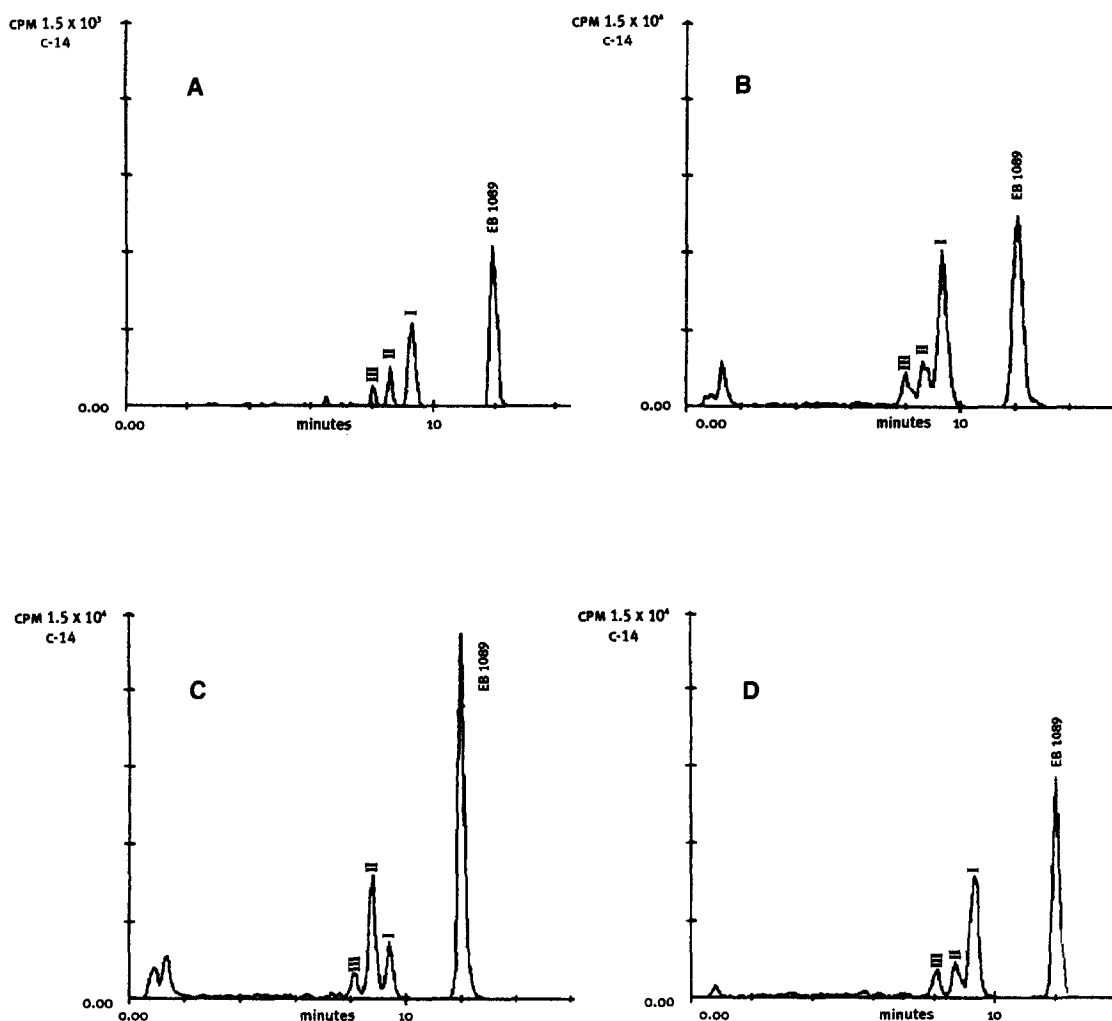 CPM 1.5 X 10³
C-14
A
EB 1089
III
II
I
0.00
0.00
minutes
10
CPM 1.5 X 10⁴
C-14
B
EB 1089
III
II
I
0.00
0.00
minutes
10
CPM 1.5 X 10⁴
C-14
C
EB 1089
III
II
I
0.00
0.00
minutes
10
CPM 1.5 X 10⁴
C-14
D
EB 1089
III
II
I
0.00
0.00
minutes
10